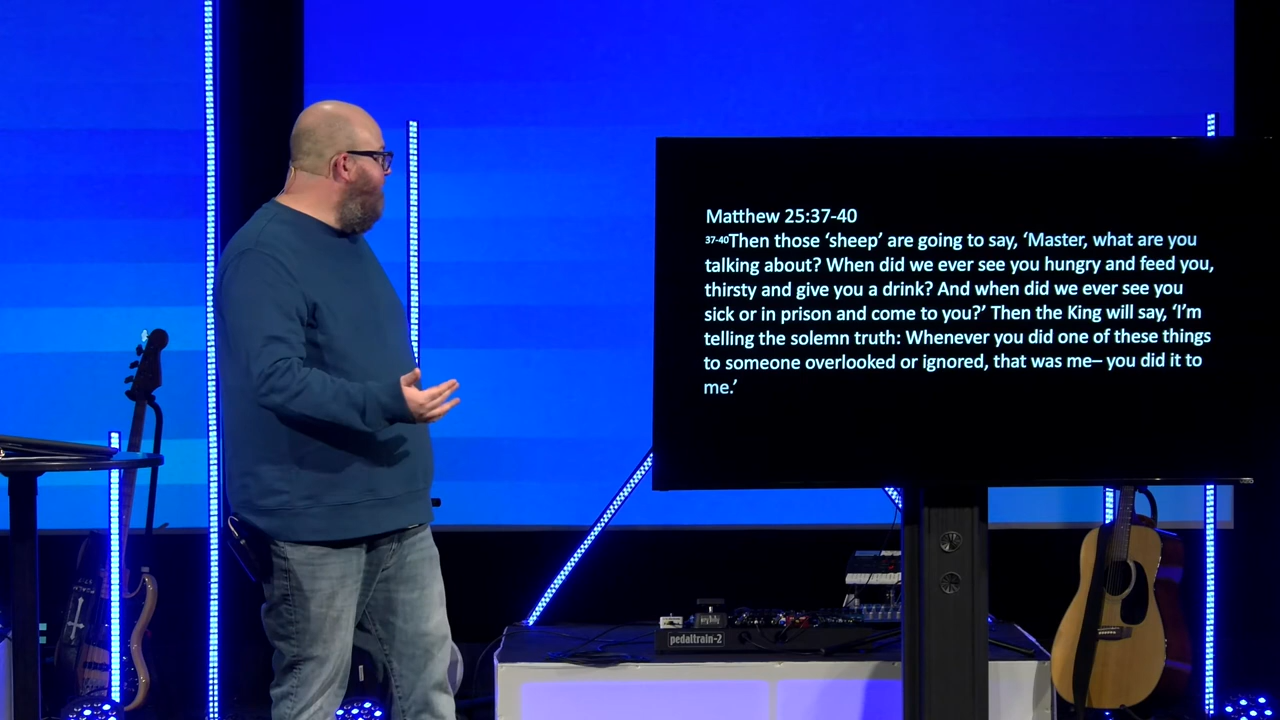 Matthew 25:37-40
37-40Then those ‘sheep’ are going to say, ‘Master, what are you
talking about? When did we ever see you hungry and feed you,
thirsty and give you a drink? And when did we ever see you
sick or in prison and come to you?’ Then the King will say, ‘I’m
telling the solemn truth: Whenever you did one of these things
to someone overlooked or ignored, that was me– you did it to
me.’
pedaltrain-2